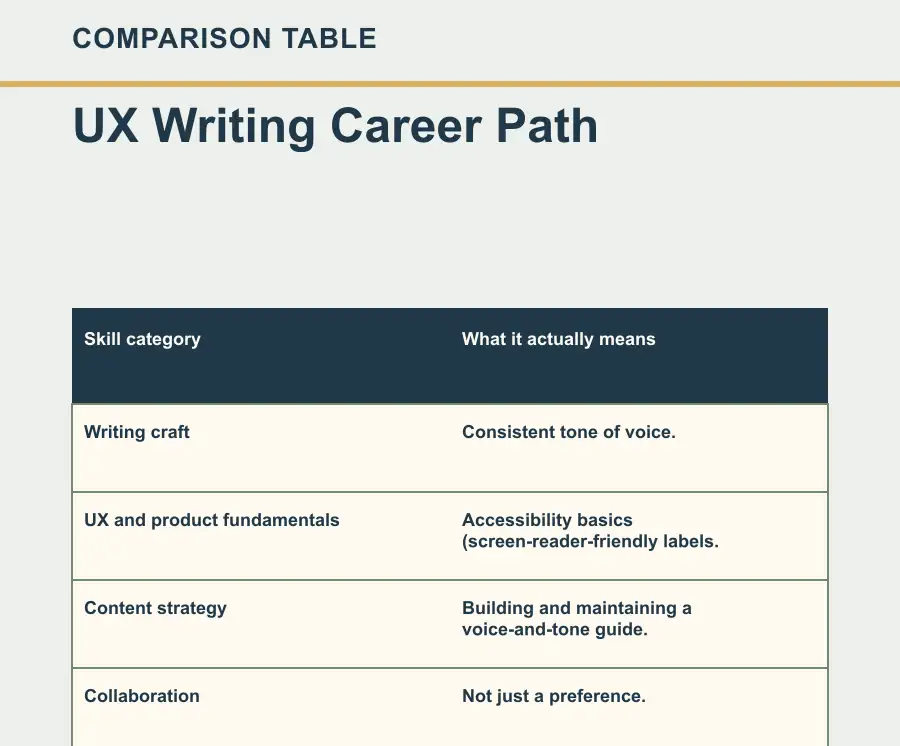 COMPARISON TABLE
UX Writing Career Path
Skill category
What it actually means
Writing craft
Consistent tone of voice.
UX and product fundamentals
Accessibility basics
(screen-reader-friendly labels.
Content strategy
Building and maintaining a
voice-and-tone guide.
Collaboration
Not just a preference.